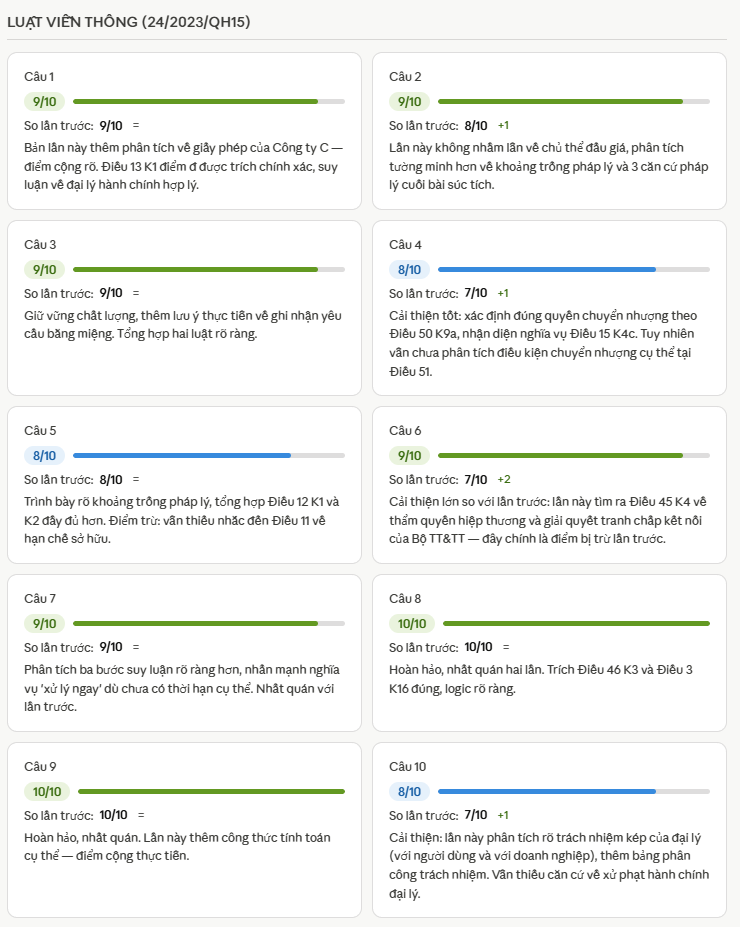 LUẬT VIỄN THÔNG (24/2023/QH15)
Câu 1
9/10
So lần trước: 9/10 =
Bản lần này thêm phân tích về giấy phép của Công ty C —
điểm cộng rõ. Điều 13 K1 điểm đ được trích chính xác, suy
luận về đại lý hành chính hợp lý.
Câu 2
9/10
So lần trước: 8/10 +1
Lần này không nhầm lẫn về chủ thể đấu giá, phân tích
tường minh hơn về khoảng trống pháp lý và 3 căn cứ pháp
lý cuối bài súc tích.
Câu 3
9/10
So lần trước: 9/10 =
Giữ vững chất lượng, thêm lưu ý thực tiễn về ghi nhận yêu
cầu bằng miệng. Tổng hợp hai luật rõ ràng.
Câu 4
8/10
So lần trước: 7/10 +1
Cải thiện tốt: xác định đúng quyền chuyển nhượng theo
Điều 50 K9a, nhận diện nghĩa vụ Điều 15 K4c. Tuy nhiên
vẫn chưa phân tích điều kiện chuyển nhượng cụ thể tại
Điều 51.
Câu 5
8/10
So lần trước: 8/10 =
Trình bày rõ khoảng trống pháp lý, tổng hợp Điều 12 K1 và
K2 đầy đủ hơn. Điểm trừ: vẫn thiếu nhắc đến Điều 11 về
hạn chế sở hữu.
Câu 6
9/10
So lần trước: 7/10 +2
Cải thiện lớn so với lần trước: lần này tìm ra Điều 45 K4 về
thẩm quyền hiệp thương và giải quyết tranh chấp kết nối
của Bộ TT&TT — đây chính là điểm bị trừ lần trước.
Câu 7
9/10
So lần trước: 9/10 =
Phân tích ba bước suy luận rõ ràng hơn, nhấn mạnh nghĩa
vụ 'xử lý ngay' dù chưa có thời hạn cụ thể. Nhất quán với
lần trước.
Câu 8
10/10
So lần trước: 10/10 =
Hoàn hảo, nhất quán hai lần. Trích Điều 46 K3 và Điều 3
K16 đúng, logic rõ ràng.
Câu 9
10/10
So lần trước: 10/10 =
Hoàn hảo, nhất quán. Lần này thêm công thức tính toán
cụ thể — điểm cộng thực tiễn.
Câu 10
8/10
So lần trước: 7/10 +1
Cải thiện: lần này phân tích rõ trách nhiệm kép của đại lý
(với người dùng và với doanh nghiệp), thêm bảng phân
công trách nhiệm. Vẫn thiếu căn cứ về xử phạt hành chính
đại lý.